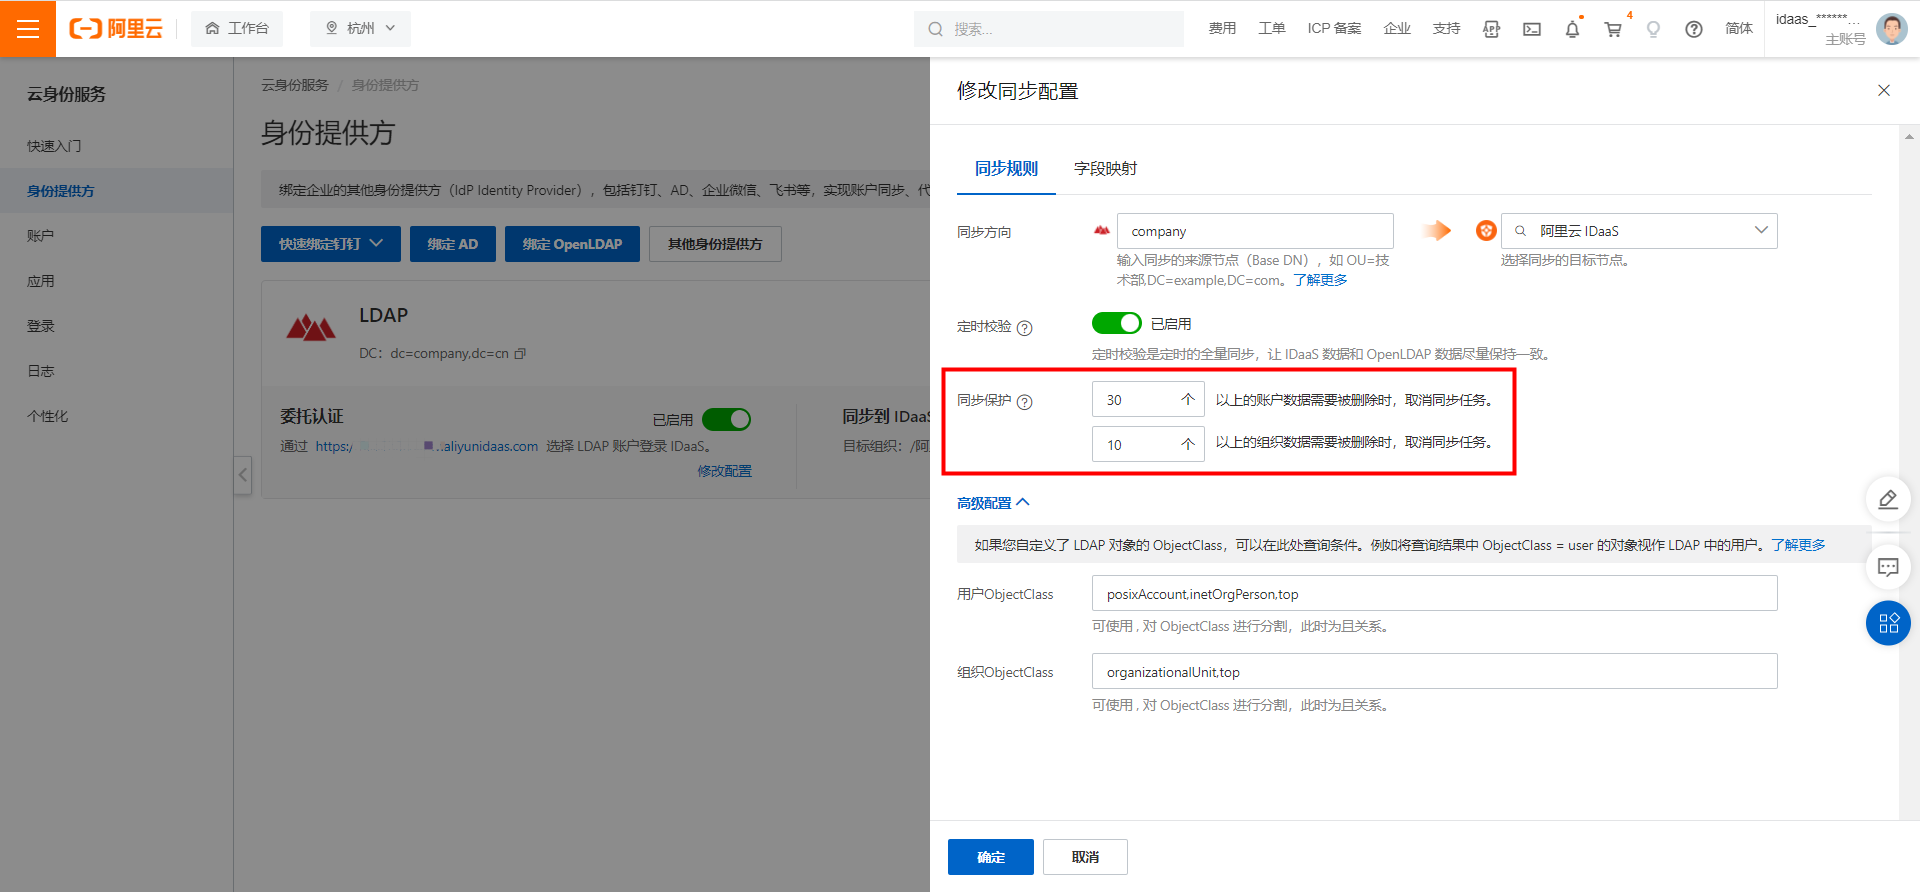 阿里云
工作台
杭州
搜索...
费用
工单
ICP 备案
企业
支持
4
简体
idaas_******...
主账号
云身份服务
快速入门
身份提供方
账户
应用
登录
日志
个性化
云身份服务 / 身份提供方
身份提供方
绑定企业的其他身份提供方（IdP Identity Provider），包括钉钉、AD、企业微信、飞书等，实现账户同步、代
快速绑定钉钉
绑定 AD
绑定 OpenLDAP
其他身份提供方
LDAP
DC：dc=company,dc=cn
委托认证
已启用
通过 https:/ .aliyunidaas.com 选择 LDAP 账户登录 IDaaS。
修改配置
同步到 IDaaS
目标组织：/阿
修改同步配置
同步规则
字段映射
同步方向
company
阿里云 IDaaS
输入同步的来源节点（Base DN），如 OU=技
术部,DC=example,DC=com。了解更多
选择同步的目标节点。
定时校验
已启用
定时校验是定时的全量同步，让 IDaaS 数据和 OpenLDAP 数据尽量保持一致。
同步保护
30 个 以上的账户数据需要被删除时，取消同步任务。
10 个 以上的组织数据需要被删除时，取消同步任务。
高级配置
如果您自定义了 LDAP 对象的 ObjectClass，可以在此处查询条件。例如将查询结果中 ObjectClass = user 的对象视作 LDAP 中的用户。了解更多
用户ObjectClass
posixAccount,inetOrgPerson,top
可使用 , 对 ObjectClass 进行分割，此时为且关系。
组织ObjectClass
organizationalUnit,top
可使用 , 对 ObjectClass 进行分割，此时为且关系。
确定
取消